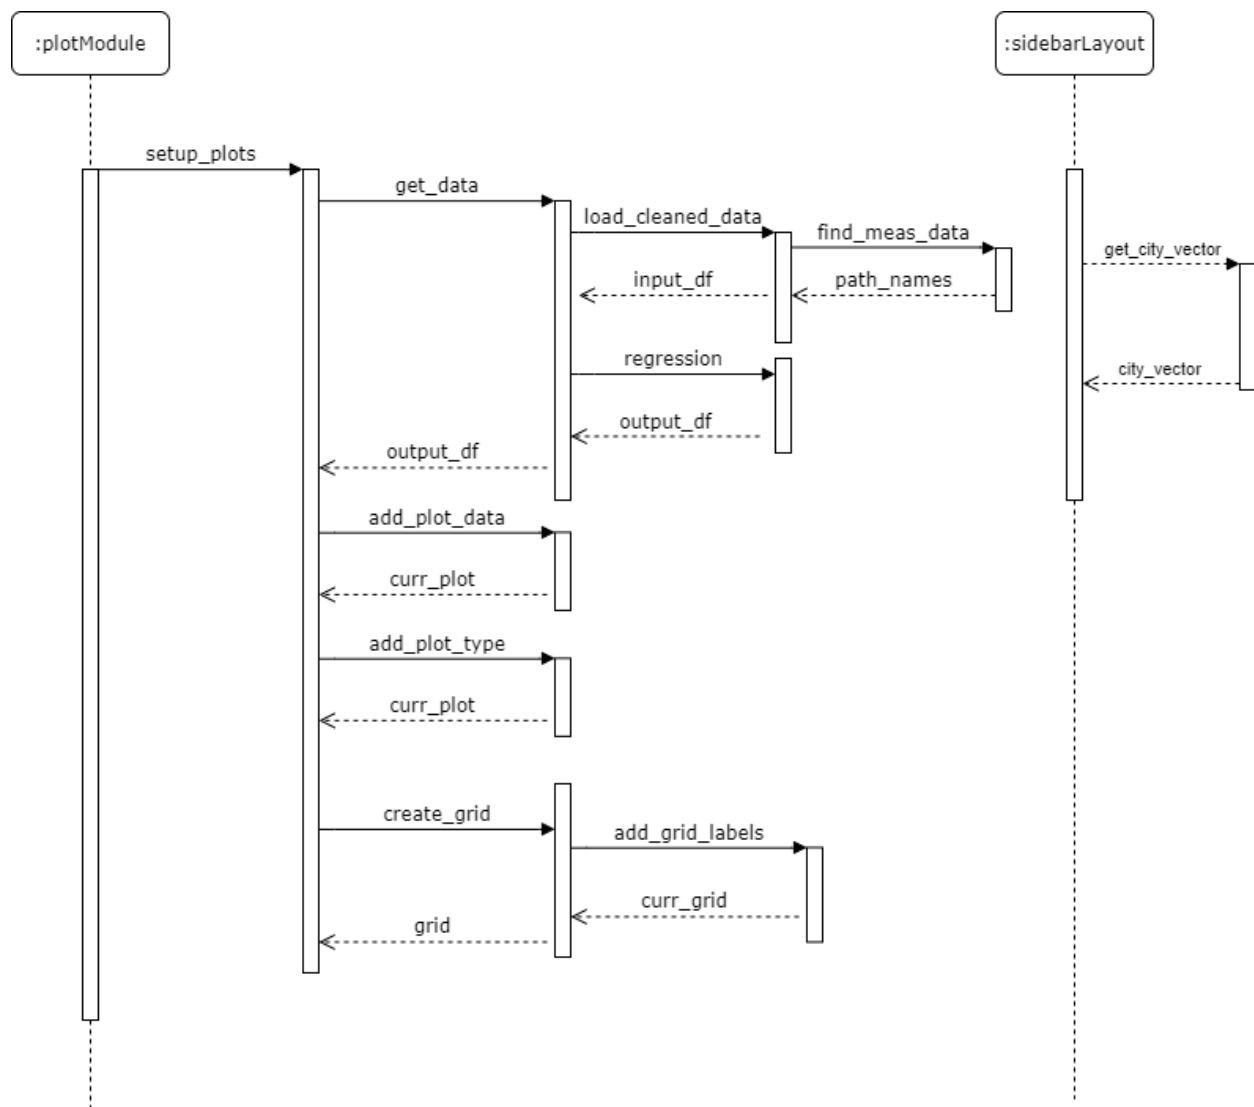 :plotModule
:sidebarLayout
setup_plots
get_data
load_cleaned_data
find_meas_data
get_city_vector
input_df
path_names
regression
city_vector
output_df
output_df
add_plot_data
curr_plot
add_plot_type
curr_plot
create_grid
add_grid_labels
curr_grid
grid